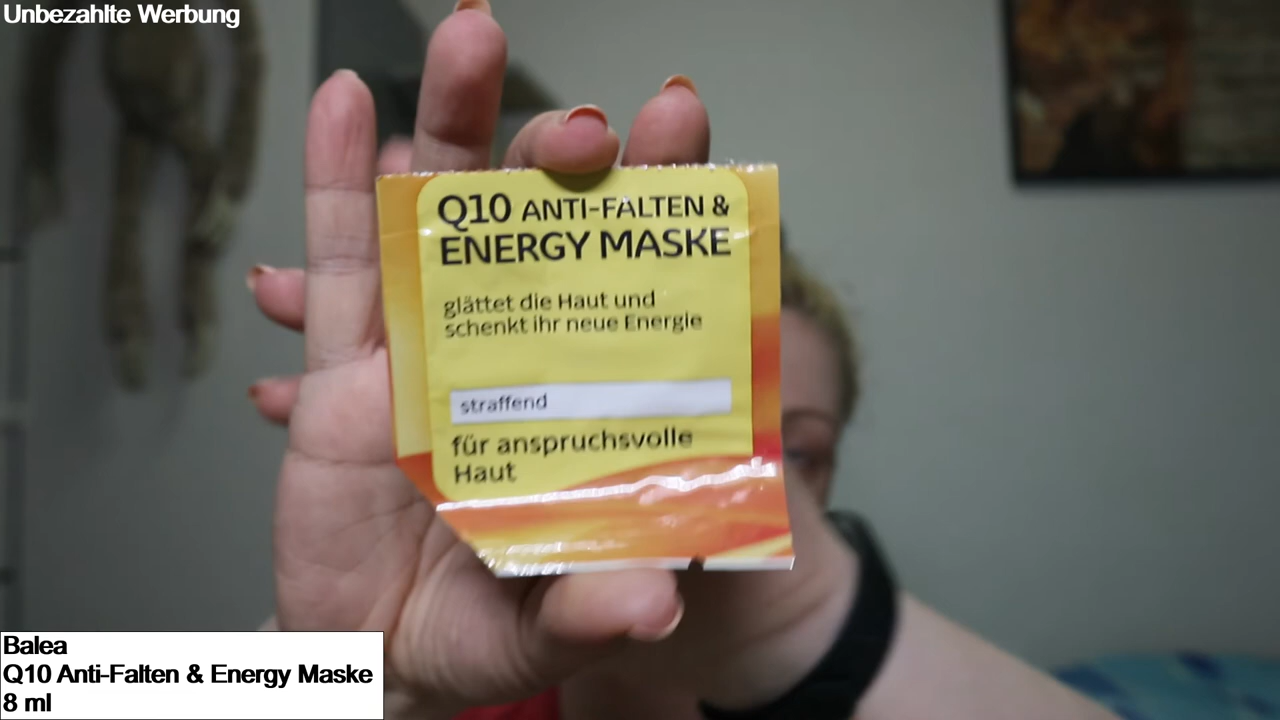 Unbezahlte Werbung
Q10 ANTI-FALTEN &
ENERGY MASKE
glättet die Haut und
schenkt ihr neue Energie
straffend
für anspruchsvolle
Haut
Balea
Q10 Anti-Falten & Energy Maske
8 ml